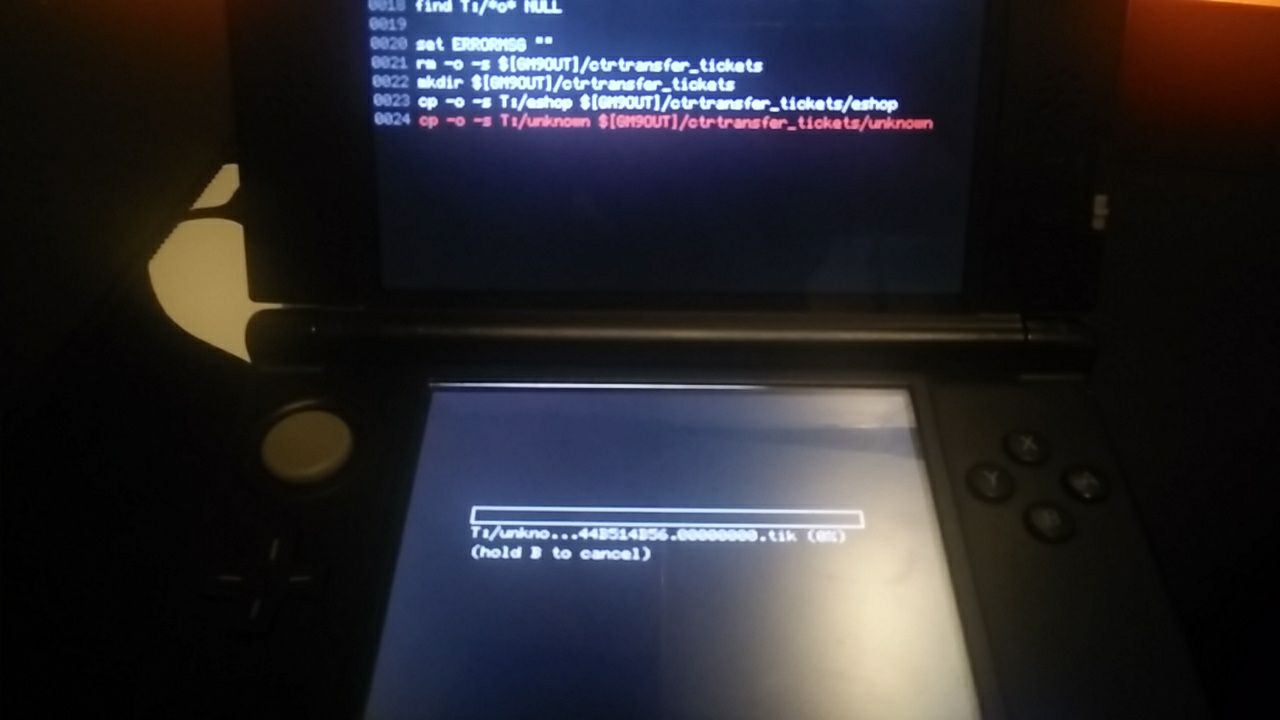 0018 find T:/*o* NULL
0019
0020 set ERRORMSG ""
0021 rm -o -s $[GM9OUT]/ctrtransfer_tickets
0022 mkdir $[GM9OUT]/ctrtransfer_tickets
0023 cp -o -s T:/eshop $[GM9OUT]/ctrtransfer_tickets/eshop
0024 cp -o -s T:/unknown $[GM9OUT]/ctrtransfer_tickets/unknown
T:/unkno...44B514B56.00000000.tik (0%)
(hold B to cancel)
X
Y